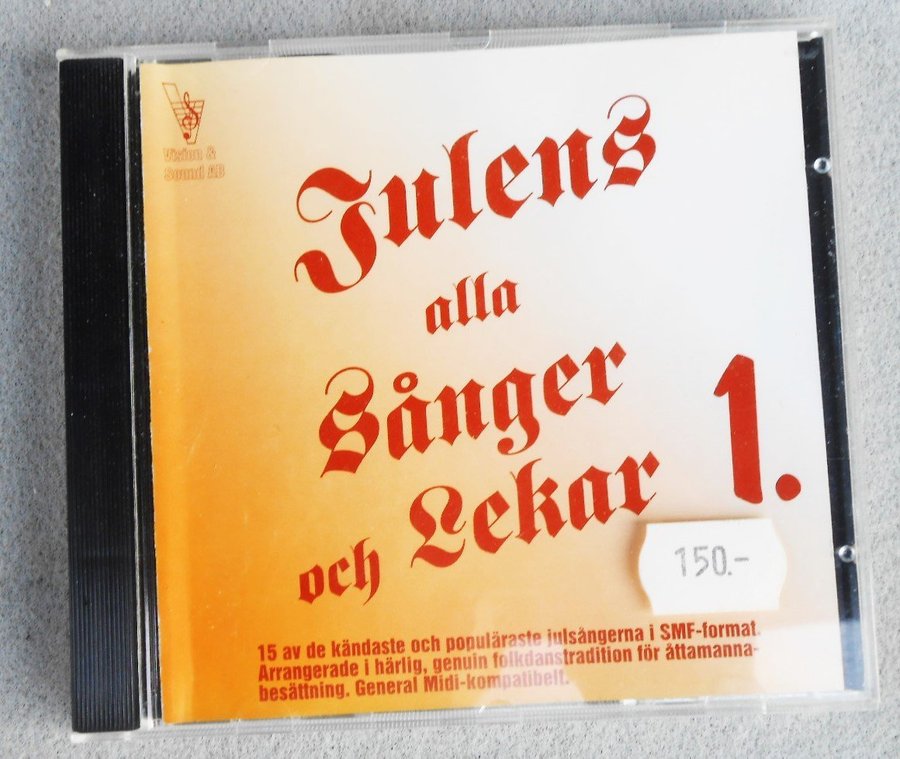 Vision &
Sound AB
Julens
alla
Sånger
och Lekar
1.
150.-
15 av de kändaste och populäraste julsångerna i SMF-format.
Arrangerade i härlig, genuin folkdanstradition för åttamanna-
besättning. General Midi-kompatibelt.